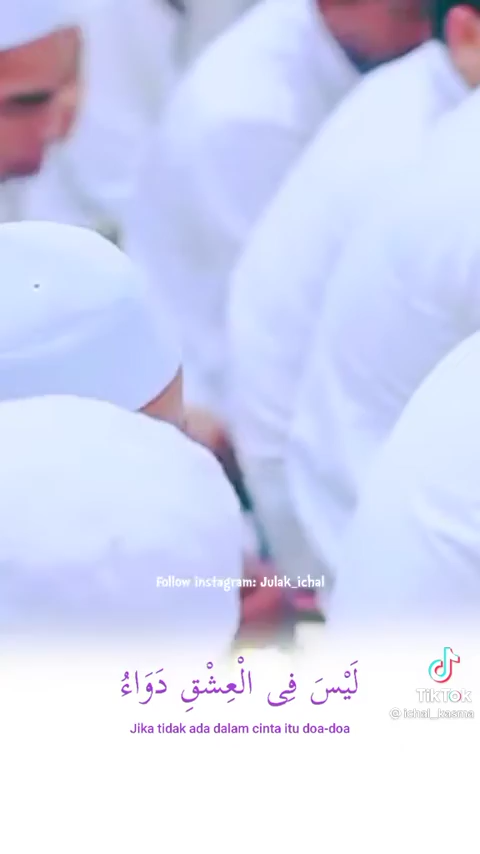 Follow instagram: Julak_ichal
لَيْسَ فِى الْعِشْقِ دَوَاءُ
Jika tidak ada dalam cinta itu doa-doa
TikTok
@ichal_kasma